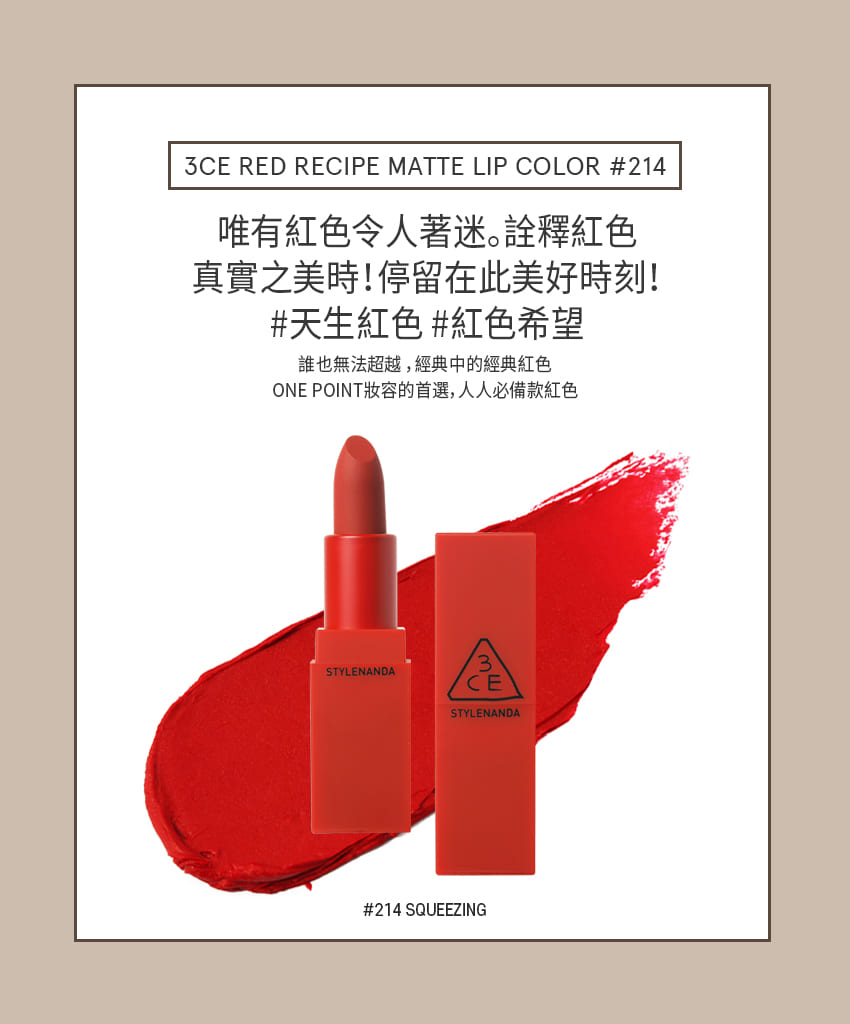 3CE RED RECIPE MATTE LIP COLOR #214
唯有紅色令人著迷。詮釋紅色
真實之美時！停留在此美好時刻！
#天生紅色 #紅色希望
誰也無法超越，經典中的經典紅色
ONE POINT妝容的首選，人人必備款紅色
STYLENANDA
3
CE
STYLENANDA
#214 SQUEEZING